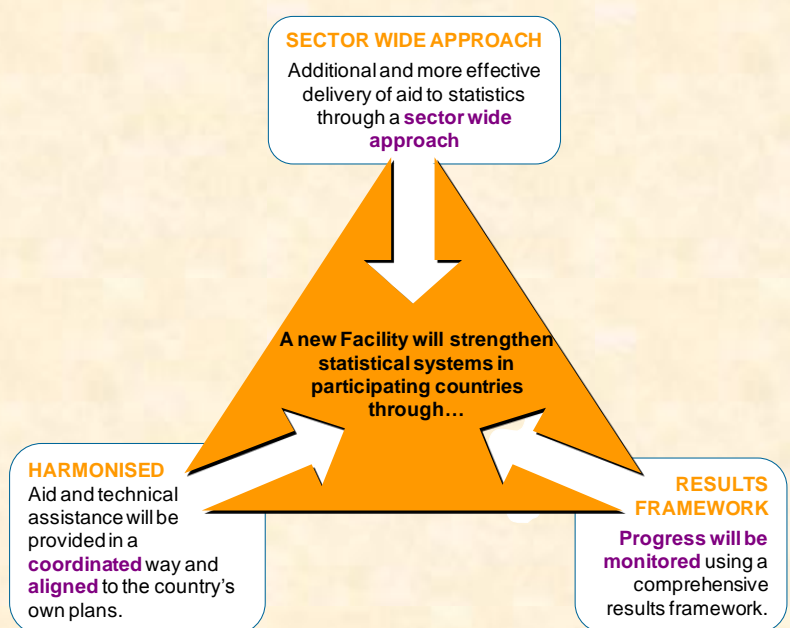 SECTOR WIDE APPROACH
Additional and more effective
delivery of aid to statistics
through a sector wide
approach
A new Facility will strengthen
statistical systems in
participating countries
through…
HARMONISED
Aid and technical
assistance will be
provided in a
coordinated way and
aligned to the country's
own plans.
RESULTS
FRAMEWORK
Progress will be
monitored using a
comprehensive
results framework.